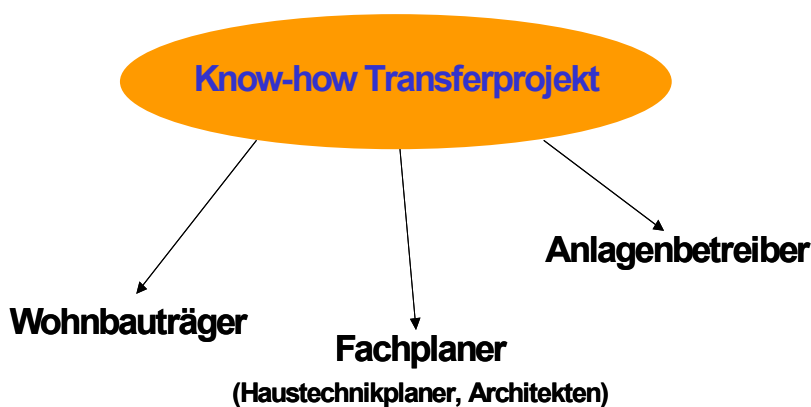 Know-how Transferprojekt
Anlagenbetreiber
Wohnbauträger
Fachplaner
(Haustechnikplaner, Architekten)